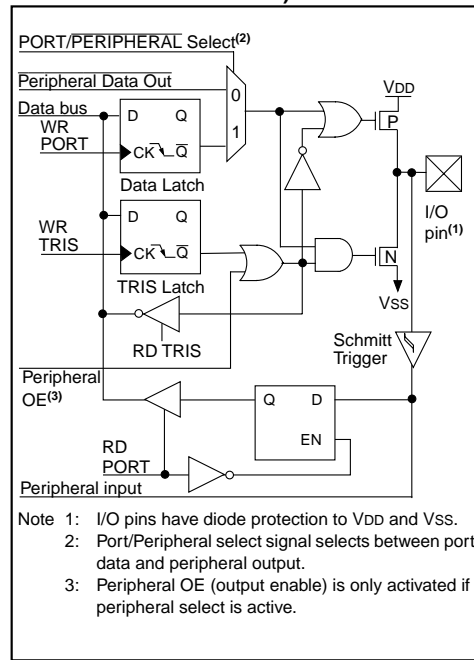 PORT/PERIPHERAL Select(2)
Peripheral Data Out
Data bus
WR
PORT
D Q
CK Q
Data Latch
0
1
VDD
P
I/O
pin(1)
WR
TRIS
D Q
CK Q
TRIS Latch
N
VSS
RD TRIS
Schmitt
Trigger
Peripheral
OE(3)
Q D
EN
RD
PORT
Peripheral input
Note 1: I/O pins have diode protection to VDD and VSS.
2: Port/Peripheral select signal selects between port
data and peripheral output.
3: Peripheral OE (output enable) is only activated if
peripheral select is active.